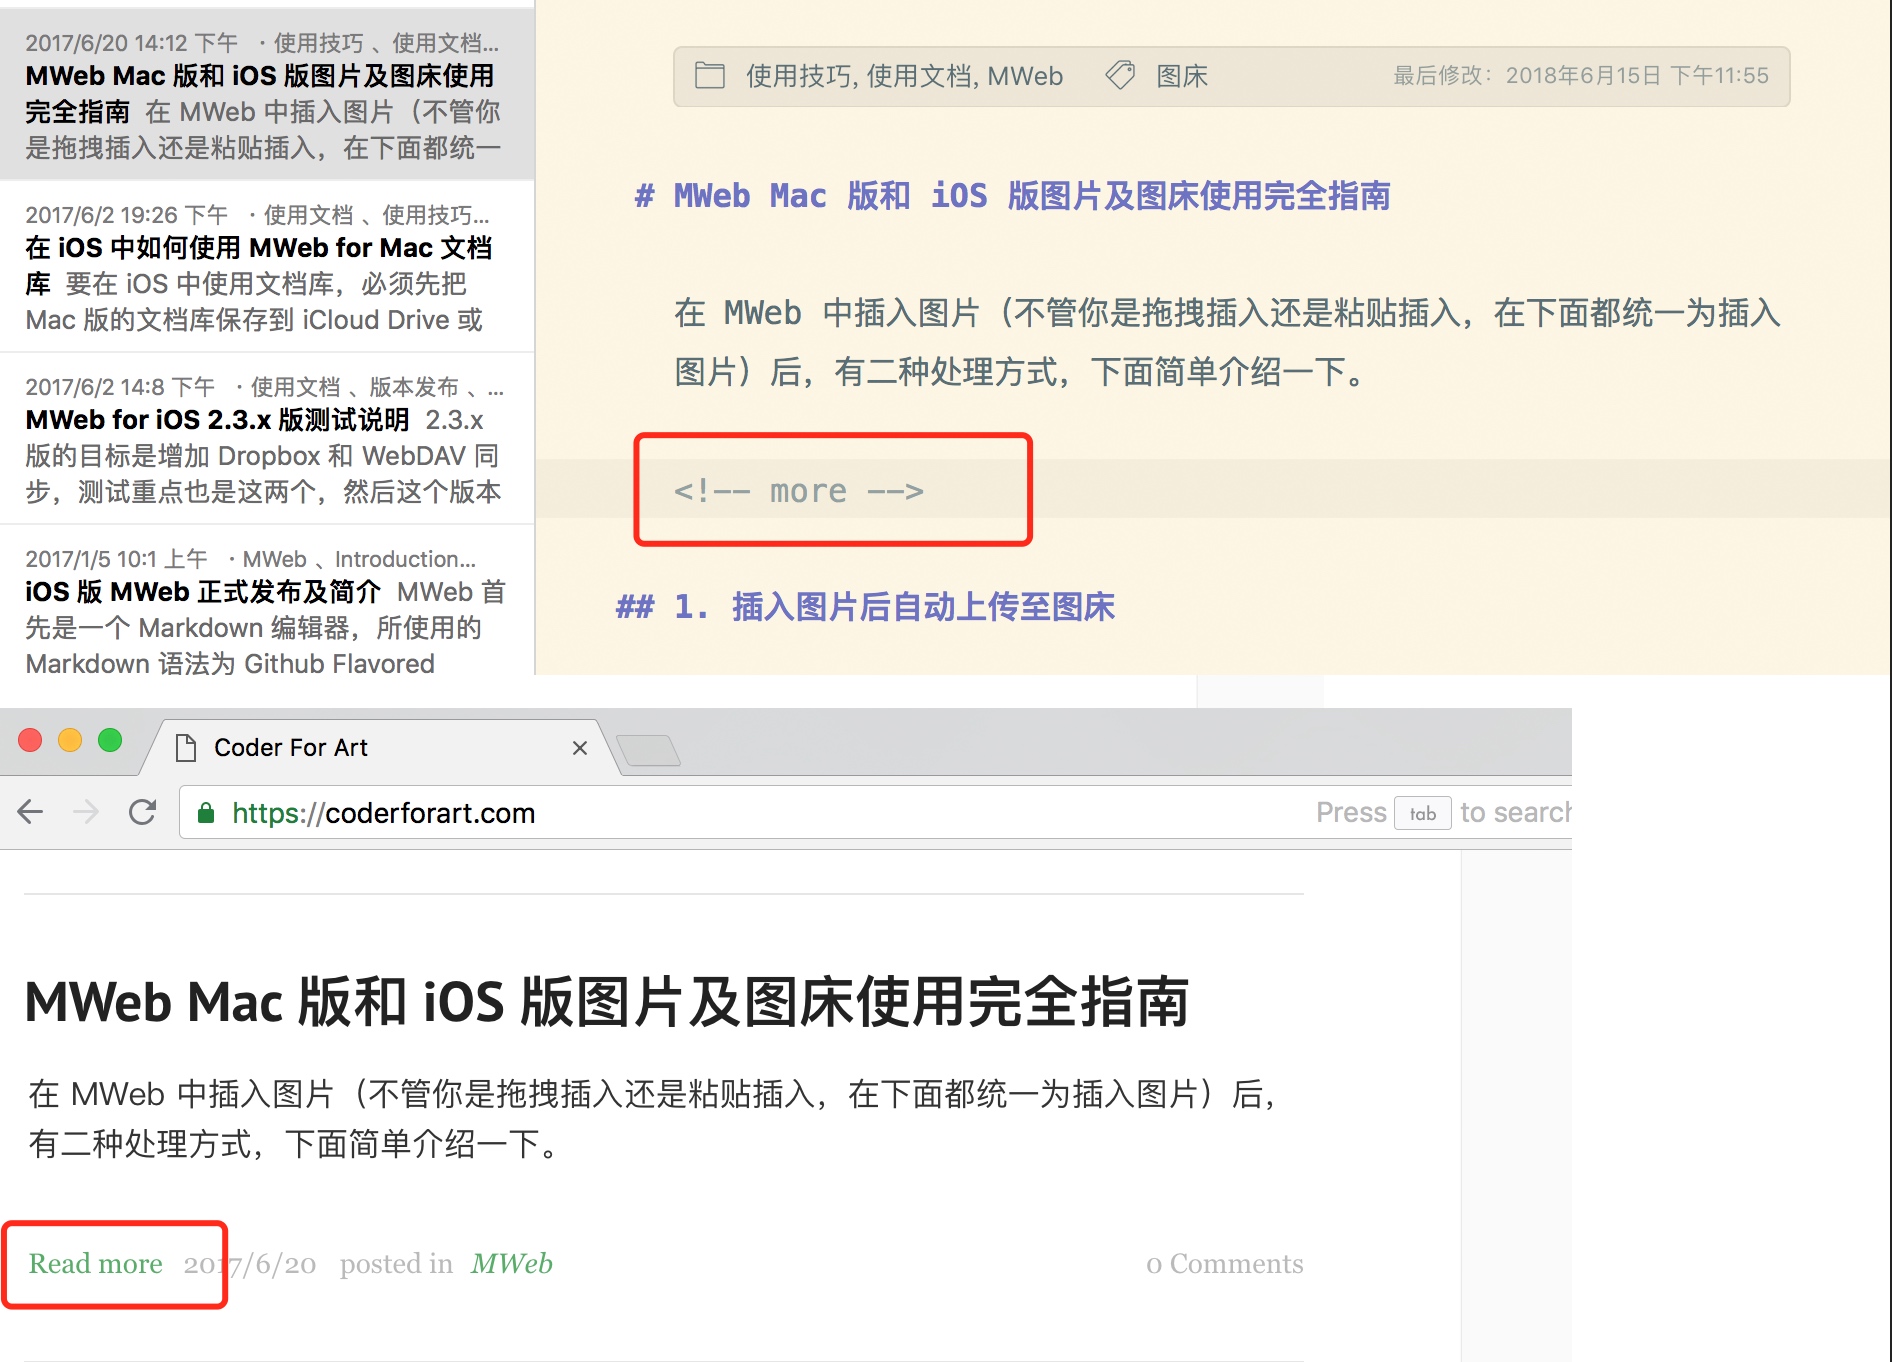 2017/6/20 14:12 下午 · 使用技巧 、使用文档...
MWeb Mac 版和 iOS 版图片及图床使用
完全指南 在 MWeb 中插入图片（不管你
是拖拽插入还是粘贴插入，在下面都统一
2017/6/2 19:26 下午 · 使用文档 、使用技巧...
在 iOS 中如何使用 MWeb for Mac 文档
库 要在 iOS 中使用文档库，必须先把
Mac 版的文档库保存到 iCloud Drive 或
2017/6/2 14:8 下午 · 使用文档 、版本发布 、...
MWeb for iOS 2.3.x 版测试说明 2.3.x
版的目标是增加 Dropbox 和 WebDAV 同
步，测试重点也是这两个，然后这个版本
2017/1/5 10:1 上午 · MWeb 、Introduction...
iOS 版 MWeb 正式发布及简介 MWeb 首
先是一个 Markdown 编辑器，所使用的
Markdown 语法为 Github Flavored
使用技巧, 使用文档, MWeb 图床 最后修改：2018年6月15日 下午11:55
# MWeb Mac 版和 iOS 版图片及图床使用完全指南
在 MWeb 中插入图片（不管你是拖拽插入还是粘贴插入，在下面都统一为插入
图片）后，有二种处理方式，下面简单介绍一下。
<!-- more -->
## 1. 插入图片后自动上传至图床
Coder For Art
https://coderforart.com Press tab to search
MWeb Mac 版和 iOS 版图片及图床使用完全指南
在 MWeb 中插入图片（不管你是拖拽插入还是粘贴插入，在下面都统一为插入图片）后，
有二种处理方式，下面简单介绍一下。
Read more 2017/6/20 posted in MWeb 0 Comments